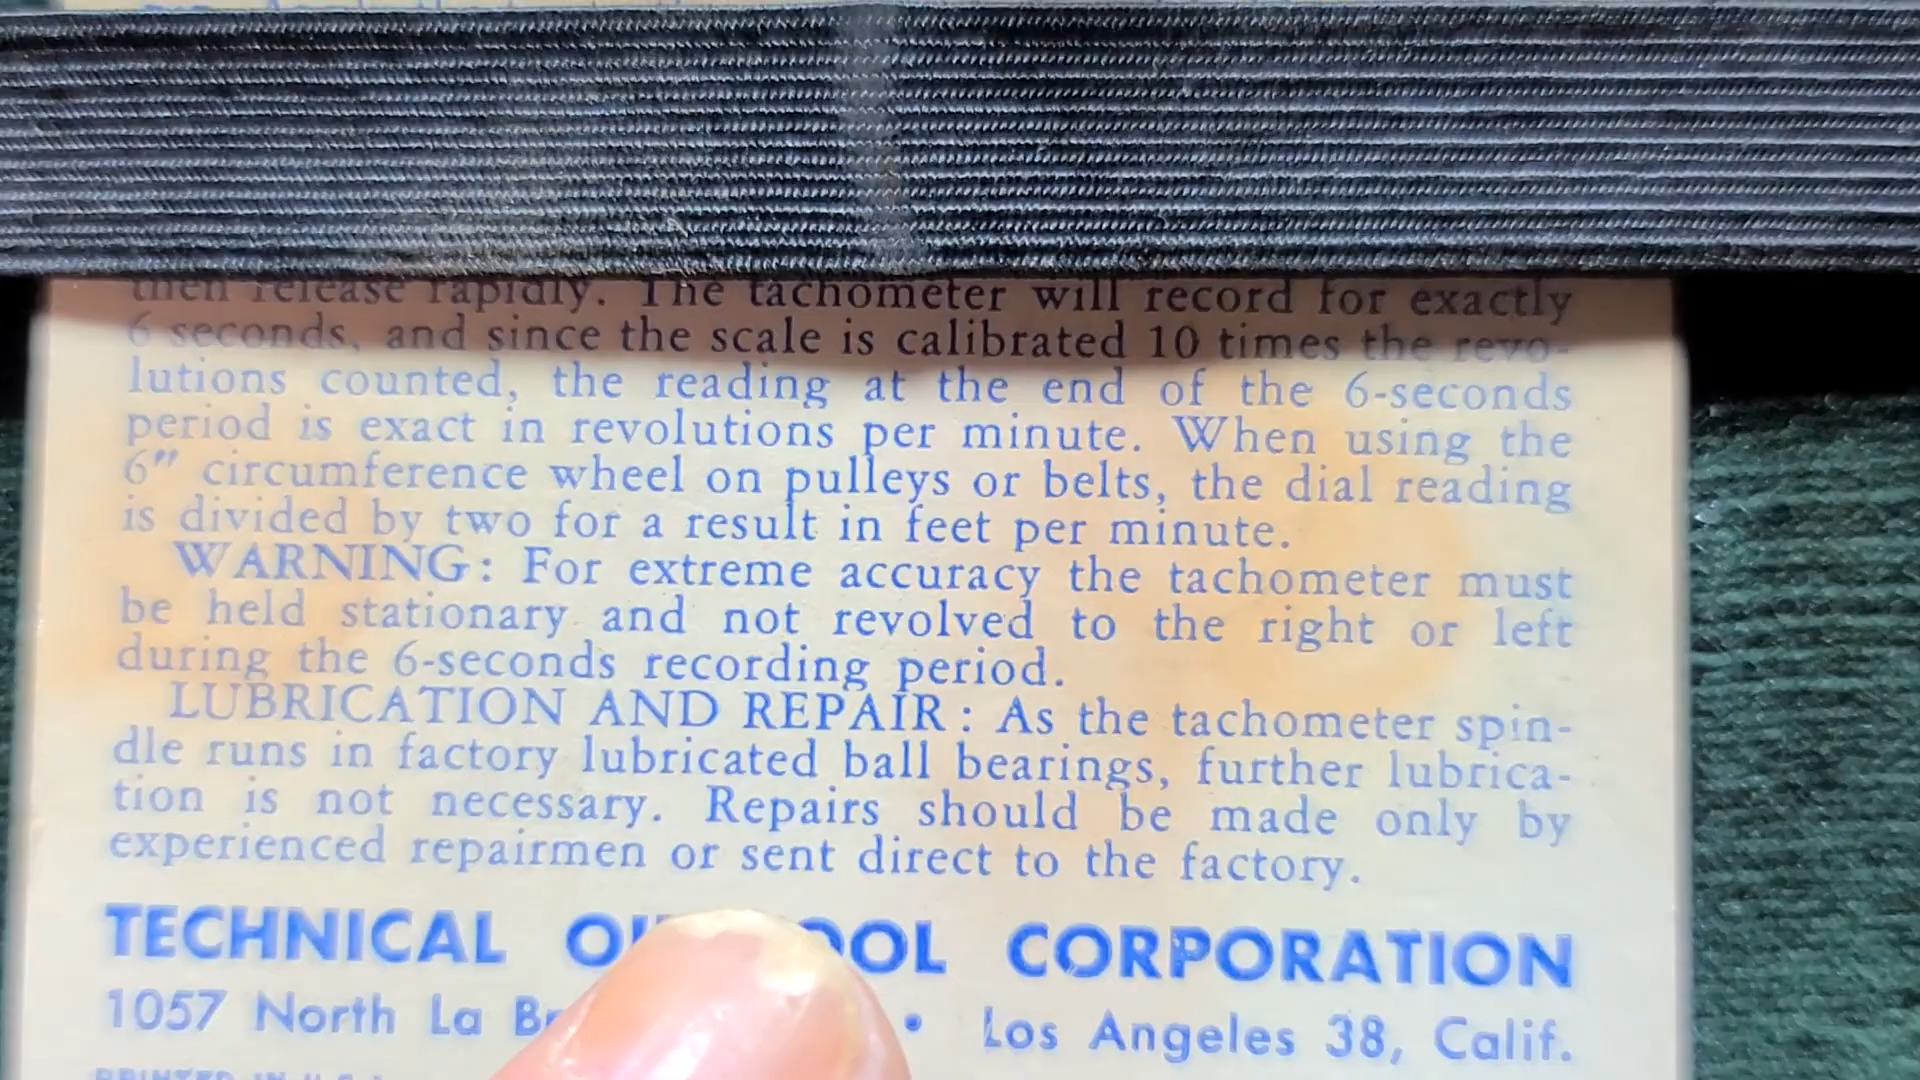 then release rapidly. The tachometer will record for exactly
6 seconds, and since the scale is calibrated 10 times the revo-
lutions counted, the reading at the end of the 6-seconds
period is exact in revolutions per minute. When using the
6" circumference wheel on pulleys or belts, the dial reading
is divided by two for a result in feet per minute.
WARNING: For extreme accuracy the tachometer must
be held stationary and not revolved to the right or left
during the 6-seconds recording period.
LUBRICATION AND REPAIR: As the tachometer spin-
dle runs in factory lubricated ball bearings, further lubrica-
tion is not necessary. Repairs should be made only by
experienced repairmen or sent direct to the factory.
TECHNICAL CORPORATION
1057 North La • Los Angeles 38, Calif.
PRINTED IN